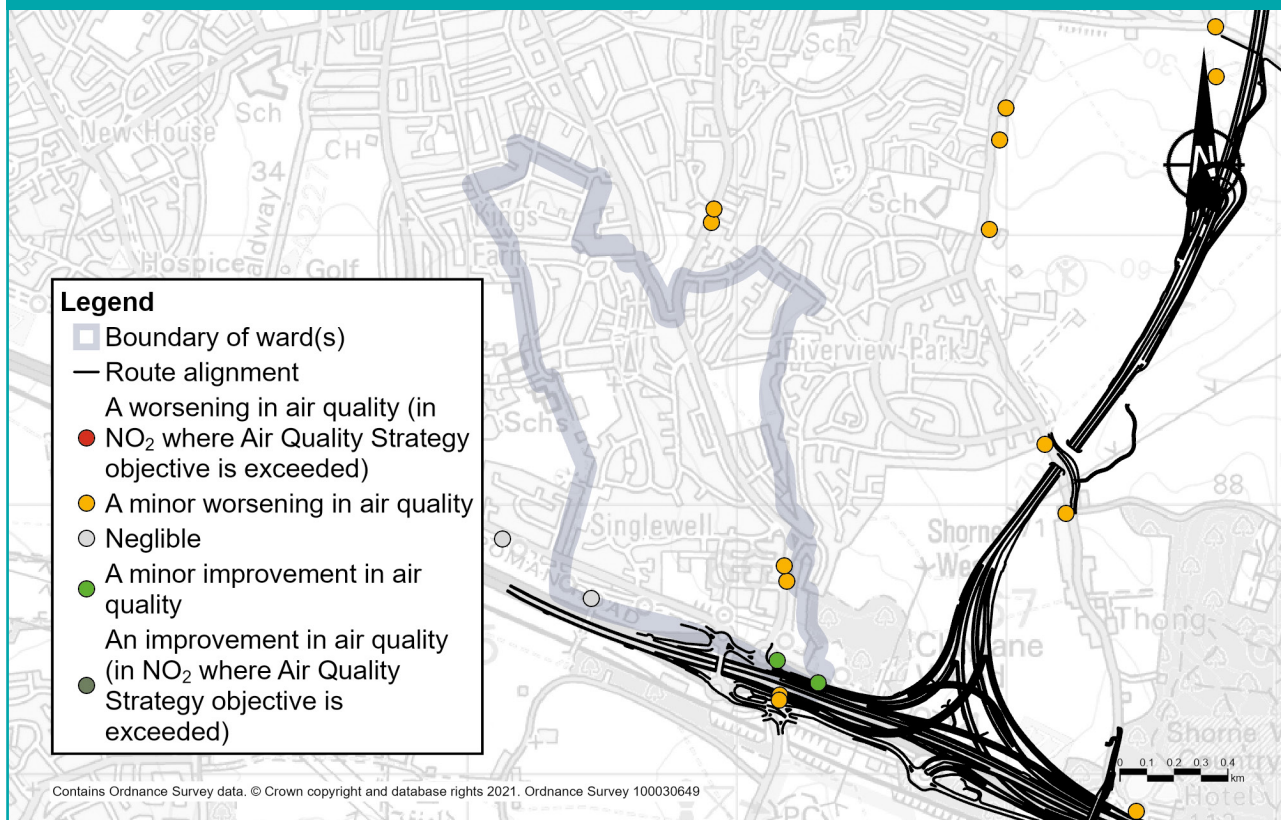 Sch
New House
Sch
CH
34
227
Kings
Farm
Sch
Hospice
Golf
60
Riverview Park
Schs
Singlewell
88
Thong
Legend
Boundary of ward(s)
Route alignment
A worsening in air quality (in
NO₂ where Air Quality Strategy
objective is exceeded)
A minor worsening in air quality
Neglible
A minor improvement in air
quality
An improvement in air quality
(in NO₂ where Air Quality
Strategy objective is
exceeded)
0 0.1 0.2 0.3 0.4
km
Hotel
Contains Ordnance Survey data. © Crown copyright and database rights 2021. Ordnance Survey 100030649